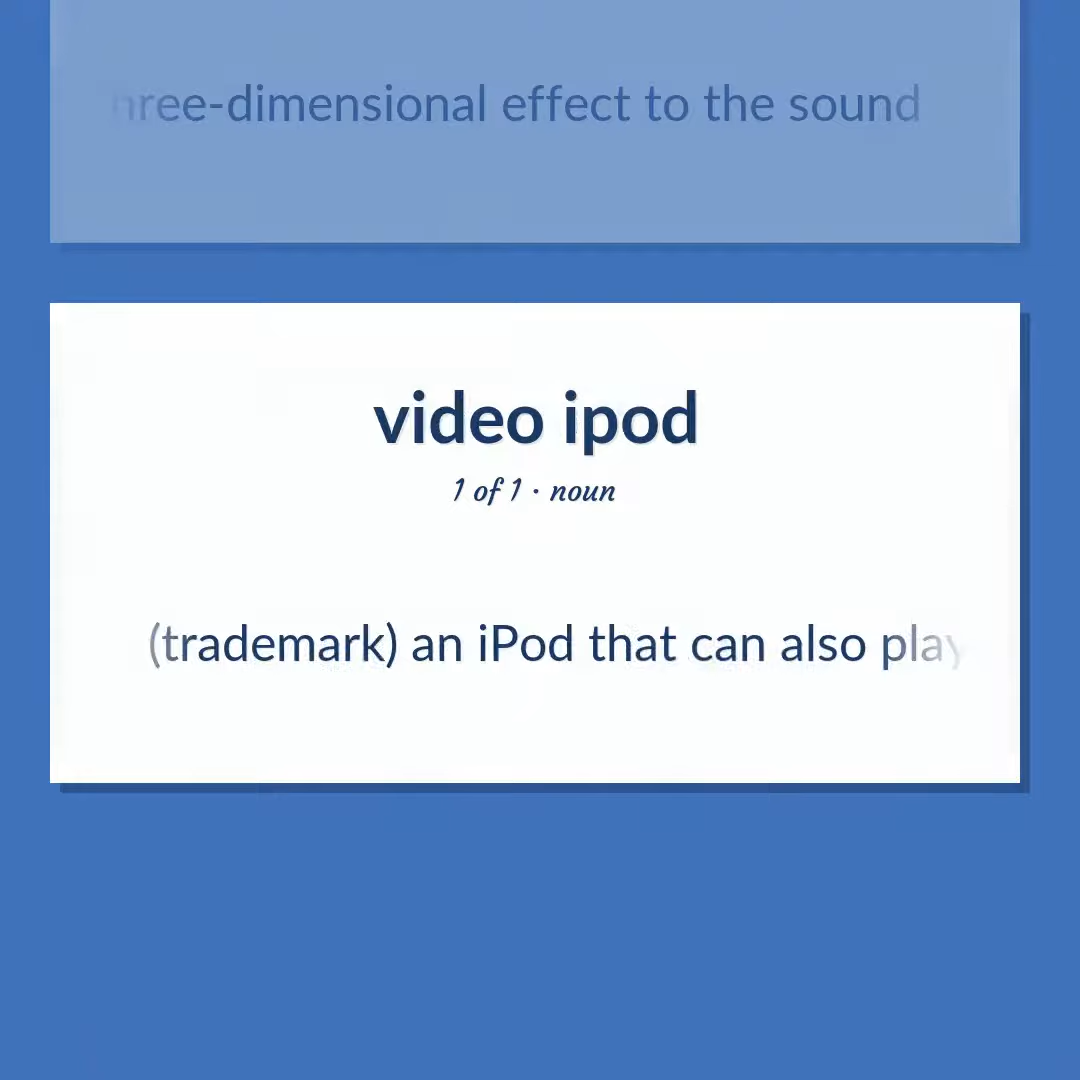 hree-dimensional effect to the sound
video ipod
1 of 1 · noun
(trademark) an iPod that can also play